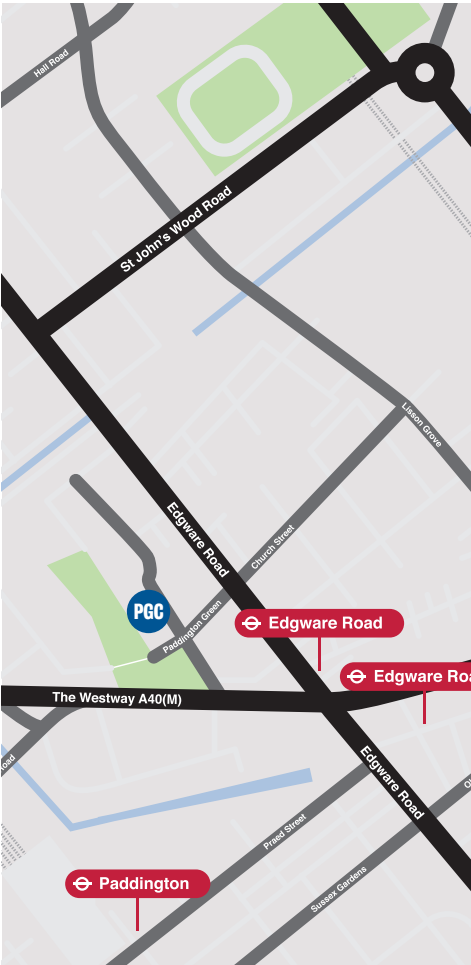 Hall Road
St John's Wood Road
Lisson Grove
Edgware Road
Church Street
PGC
Paddington Green
Edgware Road
Edgware Roa
The Westway A40(M)
oad
Edgware Road
Praed Street
Sussex Gardens
Paddington